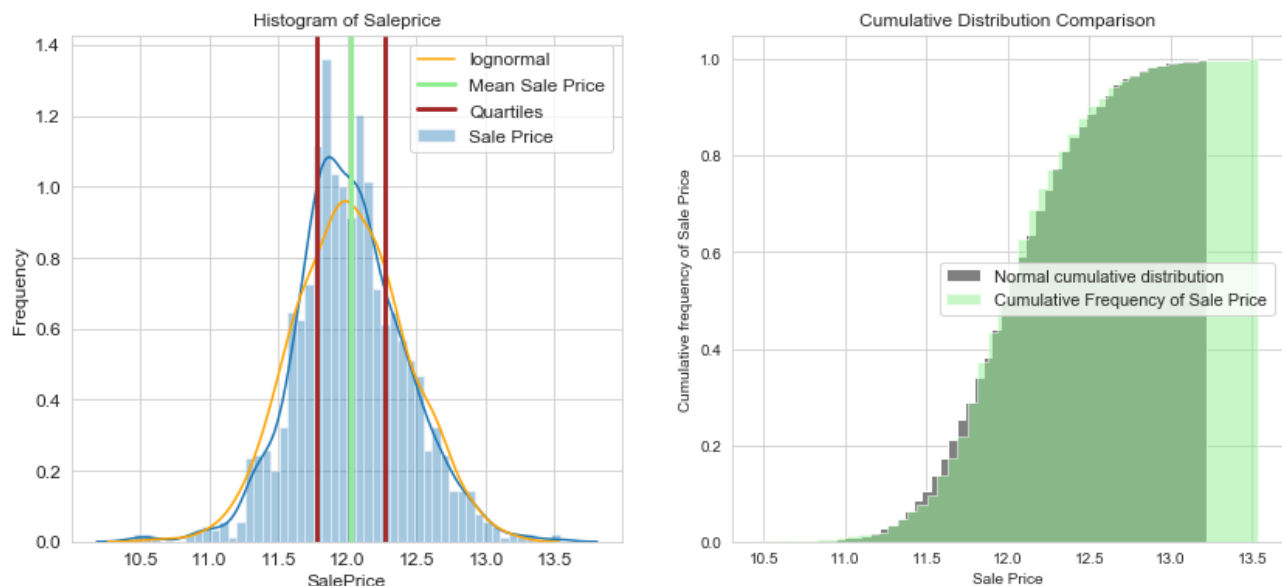 Histogram of Saleprice
1.4
1.2
1.0
0.8
0.6
0.4
0.2
0.0
Frequency
lognormal
Mean Sale Price
Quartiles
Sale Price
10.5 11.0 11.5 12.0 12.5 13.0 13.5
SalePrice
Cumulative Distribution Comparison
1.0
0.8
0.6
0.4
0.2
0.0
Cumulative frequency of Sale Price
Normal cumulative distribution
Cumulative Frequency of Sale Price
10.5 11.0 11.5 12.0 12.5 13.0 13.5
Sale Price